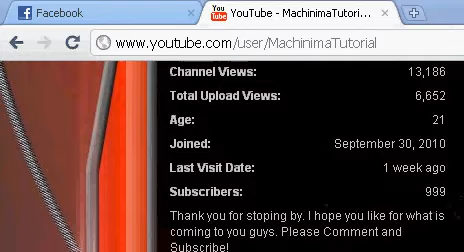 Facebook
YouTube - MachinimaTutori...
www.youtube.com/user/MachinimaTutorial
Channel Views: 13,186
Total Upload Views: 6,652
Age: 21
Joined: September 30, 2010
Last Visit Date: 1 week ago
Subscribers: 999
Thank you for stoping by. I hope you like for what is
coming to you guys. Please Comment and
Subscribe!